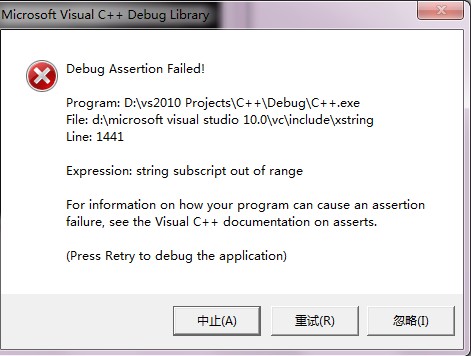 Microsoft Visual C++ Debug Library
Debug Assertion Failed!
Program: D:\vs2010 Projects\C++\Debug\C++.exe
File: d:\microsoft visual studio 10.0\vc\include\xstring
Line: 1441
Expression: string subscript out of range
For information on how your program can cause an assertion
failure, see the Visual C++ documentation on asserts.
(Press Retry to debug the application)
中止(A) 重试(R) 忽略(I)